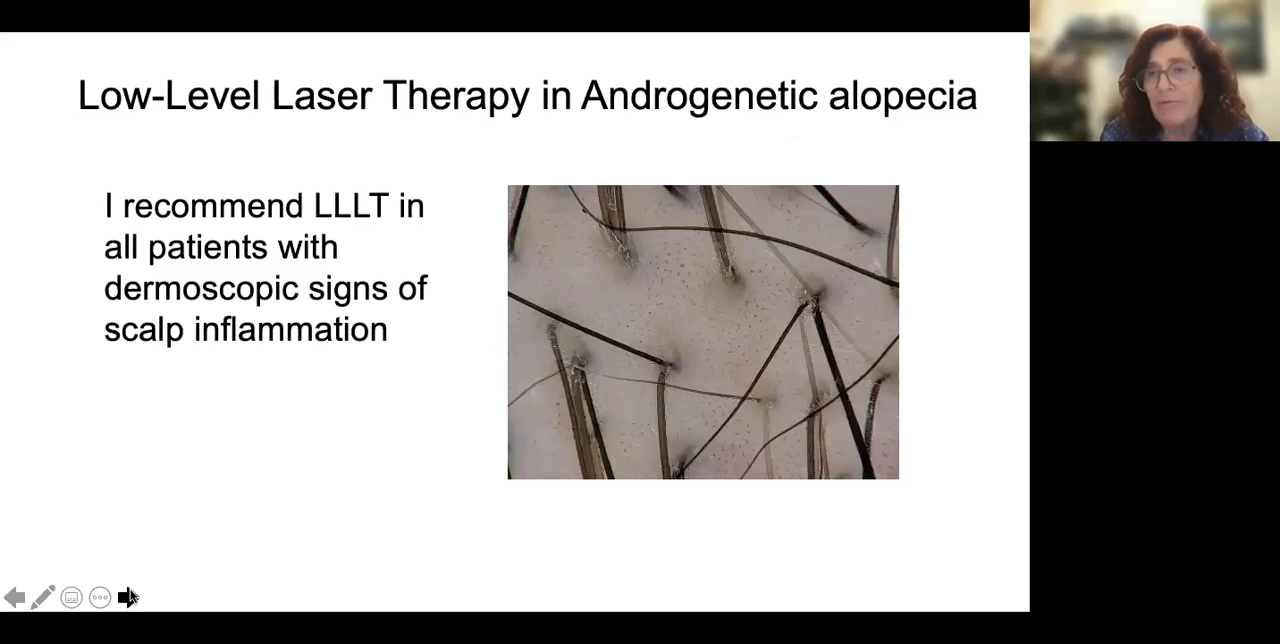 Low-Level Laser Therapy in Androgenetic alopecia
I recommend LLLT in
all patients with
dermoscopic signs of
scalp inflammation